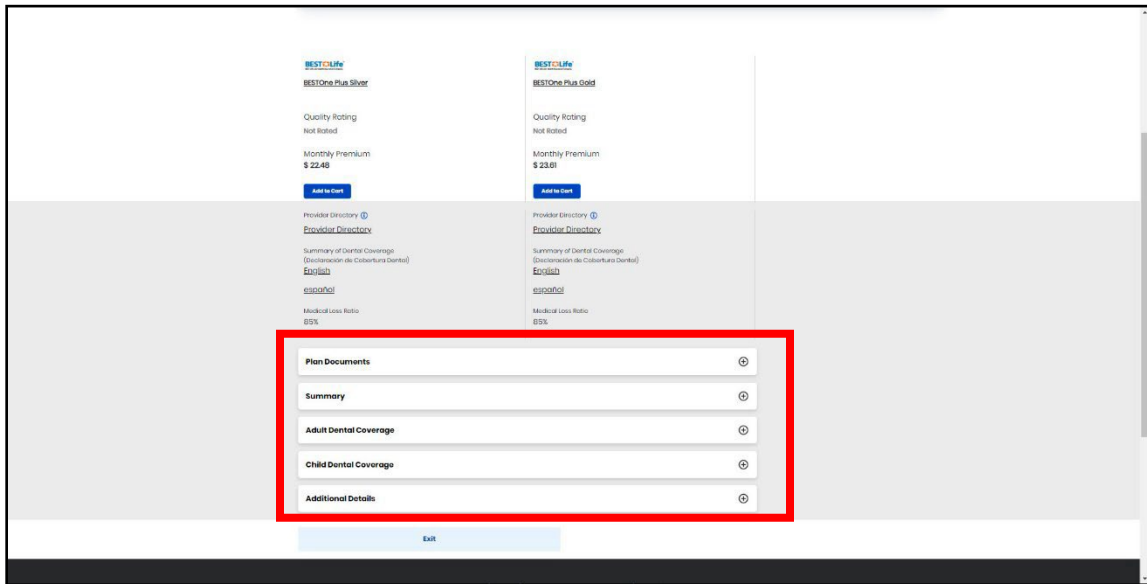 BEST Life
BESTOne Plus Silver
Quality Rating
Not Rated
Monthly Premium
$ 22.48
Add to Cart
Provider Directory
Provider Directory
Summary of Dental Coverage
(Declaración de Cobertura Dental)
English
español
Medical Loss Ratio
85%
BEST Life
BESTOne Plus Gold
Quality Rating
Not Rated
Monthly Premium
$ 23.61
Add to Cart
Provider Directory
Provider Directory
Summary of Dental Coverage
(Declaración de Cobertura Dental)
English
español
Medical Loss Ratio
85%
Plan Documents
Summary
Adult Dental Coverage
Child Dental Coverage
Additional Details
Exit